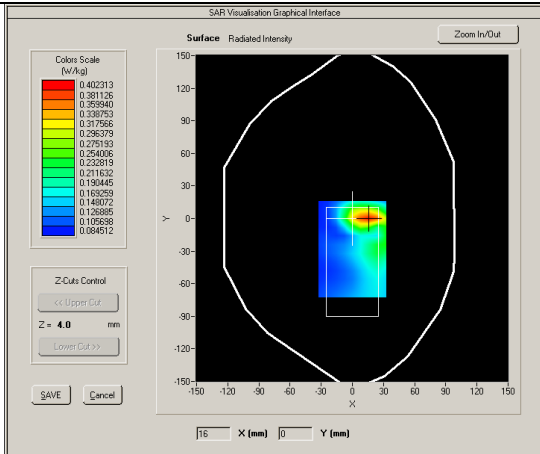 SAR Visualisation Graphical Interface
Surface Radiated Intensity
Zoom In/Out
Colors Scale
(W/kg)
0.402313
0.381126
0.359940
0.338753
0.317566
0.296379
0.275193
0.254006
0.232819
0.211632
0.190445
0.169259
0.148072
0.126885
0.105698
0.084512
Z-Cuts Control
<< Upper Cut
Z = 4.0 mm
Lower Cut >>
SAVE Cancel
150
120
90
60
30
0
-30
-60
-90
-120
-150
Y
-150 -120 -90 -60 -30 0 30 60 90 120 150
X
16 X (mm) 0 Y (mm)